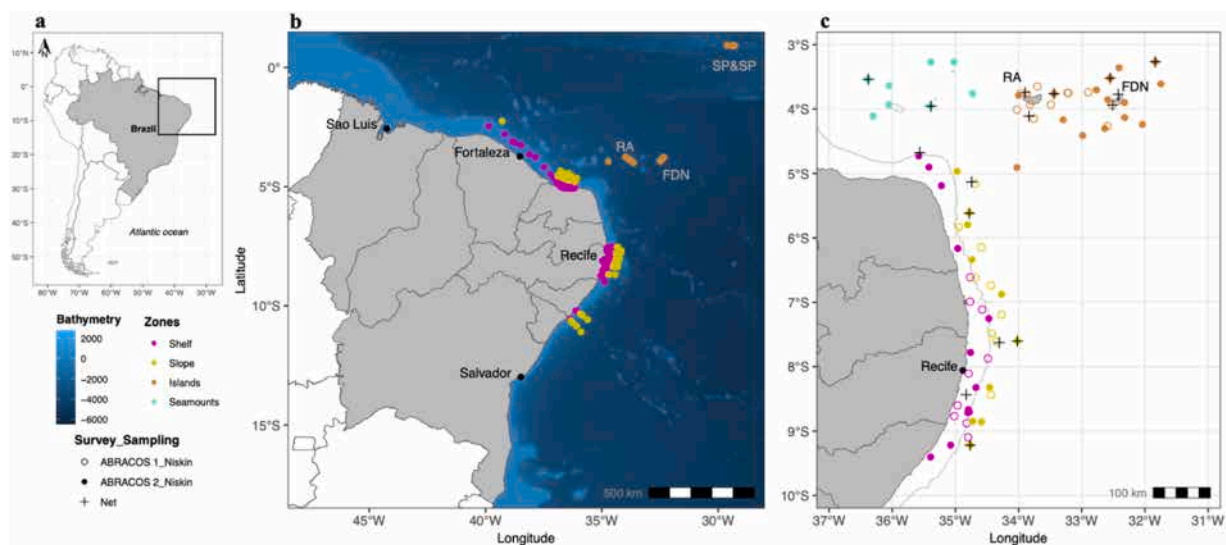 a
N
10°N
0°
10°S
20°S
30°S
40°S
50°S
80°W 70°W 60°W 50°W 40°W 30°W
Brazil
Atlantic ocean
Bathymetry
2000
0
−2000
−4000
−6000
Zones
Shelf
Slope
Islands
Seamounts
Survey_Sampling
ABRACOS 1_Niskin
ABRACOS 2_Niskin
Net
b
Latitude
0°
5°S
10°S
15°S
SP&SP
Sao Luis
Fortaleza
RA
FDN
Recife
Salvador
500 km
45°W 40°W 35°W 30°W
Longitude
c
3°S
4°S
5°S
6°S
7°S
8°S
9°S
10°S
RA
FDN
Recife
100 km
37°W 36°W 35°W 34°W 33°W 32°W 31°W
Longitude